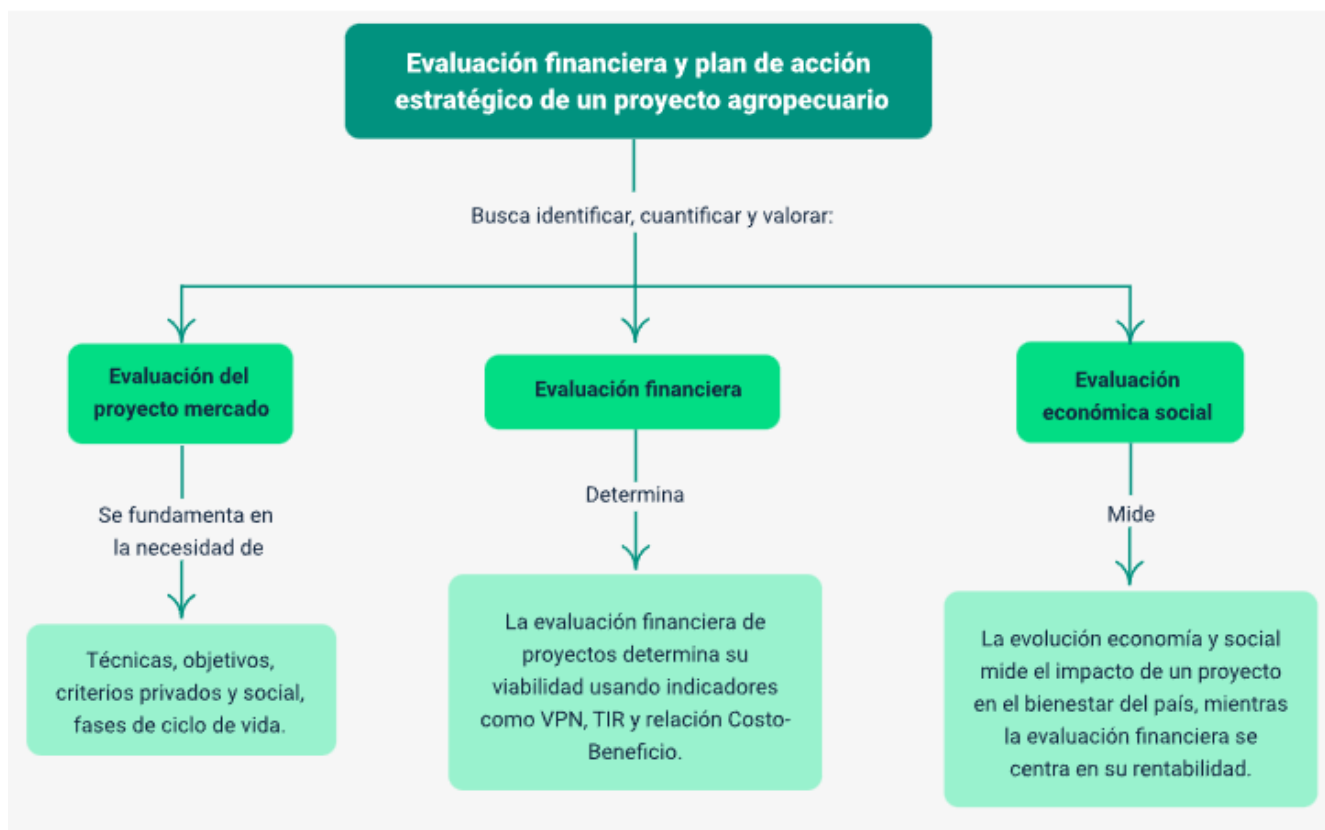 Evaluación financiera y plan de acción
estratégico de un proyecto agropecuario
Busca identificar, cuantificar y valorar:
Evaluación del
proyecto mercado
Se fundamenta en
la necesidad de
Técnicas, objetivos,
criterios privados y social,
fases de ciclo de vida.
Evaluación financiera
Determina
La evaluación financiera de
proyectos determina su
viabilidad usando indicadores
como VPN, TIR y relación Costo-
Beneficio.
Evaluación
económica social
Mide
La evolución economía y social
mide el impacto de un proyecto
en el bienestar del país, mientras
la evaluación financiera se
centra en su rentabilidad.